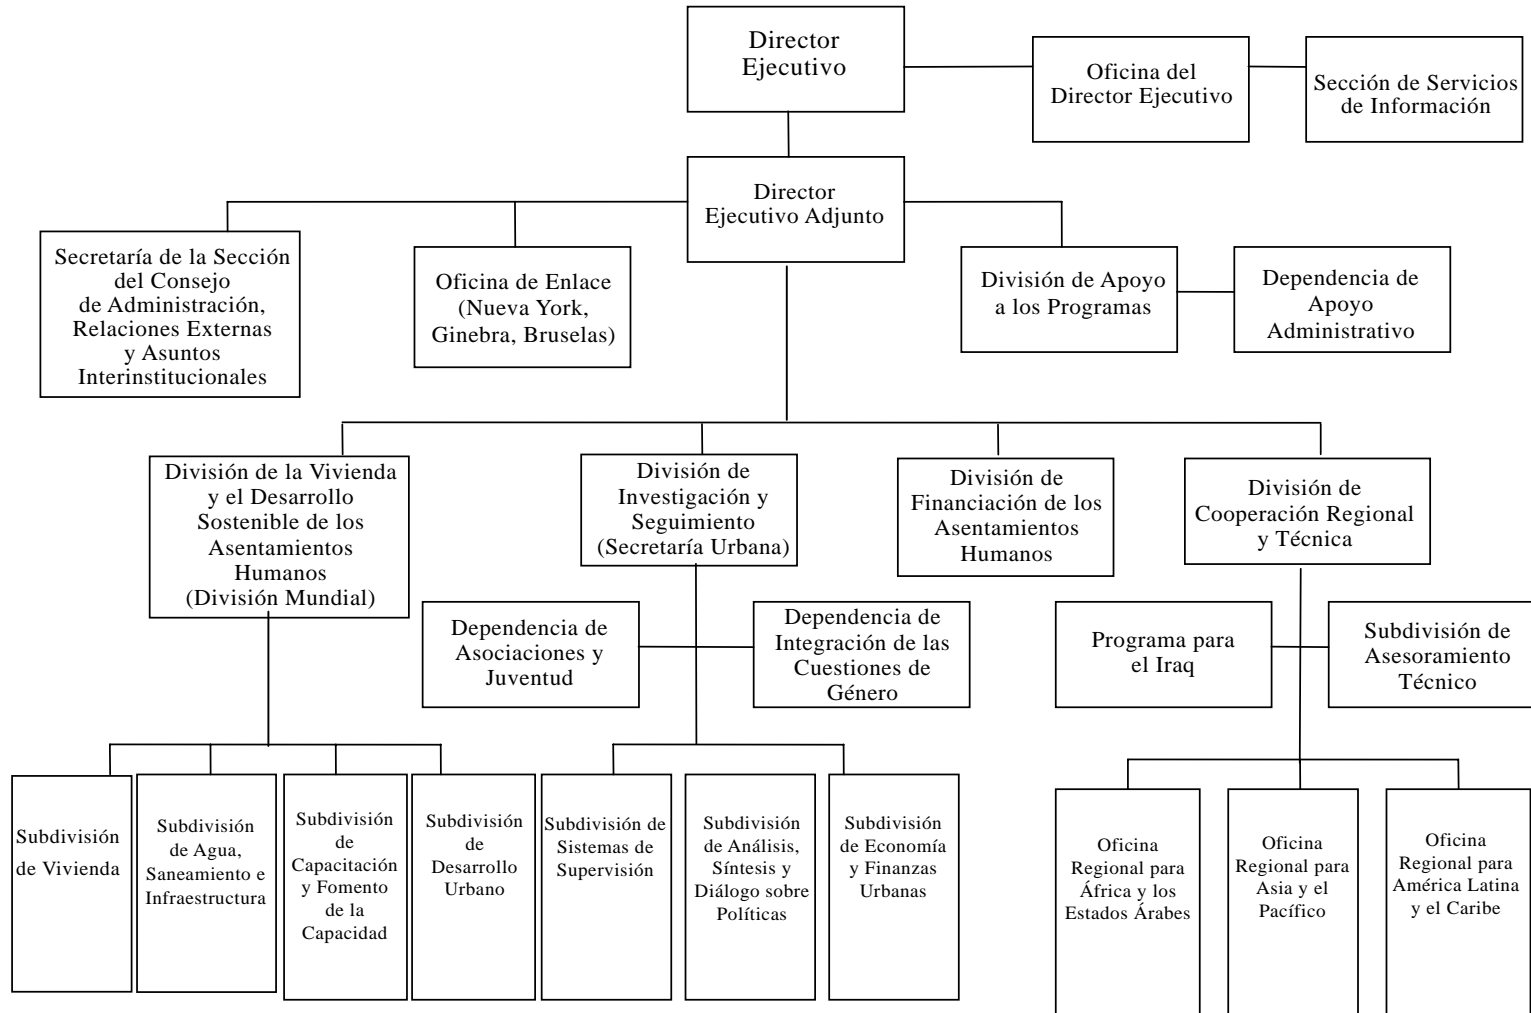 Director
Ejecutivo
Oficina del
Director Ejecutivo
Sección de Servicios
de Información
Director
Ejecutivo Adjunto
Secretaría de la Sección
del Consejo
de Administración,
Relaciones Externas
y Asuntos
Interinstitucionales
Oficina de Enlace
(Nueva York,
Ginebra, Bruselas)
División de Apoyo
a los Programas
Dependencia de
Apoyo
Administrativo
División de la Vivienda
y el Desarrollo
Sostenible de los
Asentamientos
Humanos
(División Mundial)
División de
Investigación y
Seguimiento
(Secretaría Urbana)
División de
Financiación de los
Asentamientos
Humanos
División de
Cooperación Regional
y Técnica
Dependencia de
Asociaciones y
Juventud
Dependencia de
Integración de las
Cuestiones de
Género
Programa para
el Iraq
Subdivisión de
Asesoramiento
Técnico
Subdivisión
de Vivienda
Subdivisión
de Agua,
Saneamiento e
Infraestructura
Subdivisión
de
Capacitación
y Fomento
de la
Capacidad
Subdivisión
de
Desarrollo
Urbano
Subdivisión de
Sistemas de
Supervisión
Subdivisión
de Análisis,
Síntesis y
Diálogo sobre
Políticas
Subdivisión
de Economía
y Finanzas
Urbanas
Oficina
Regional para
África y los
Estados Árabes
Oficina
Regional para
Asia y el
Pacífico
Oficina
Regional para
América Latina
y el Caribe